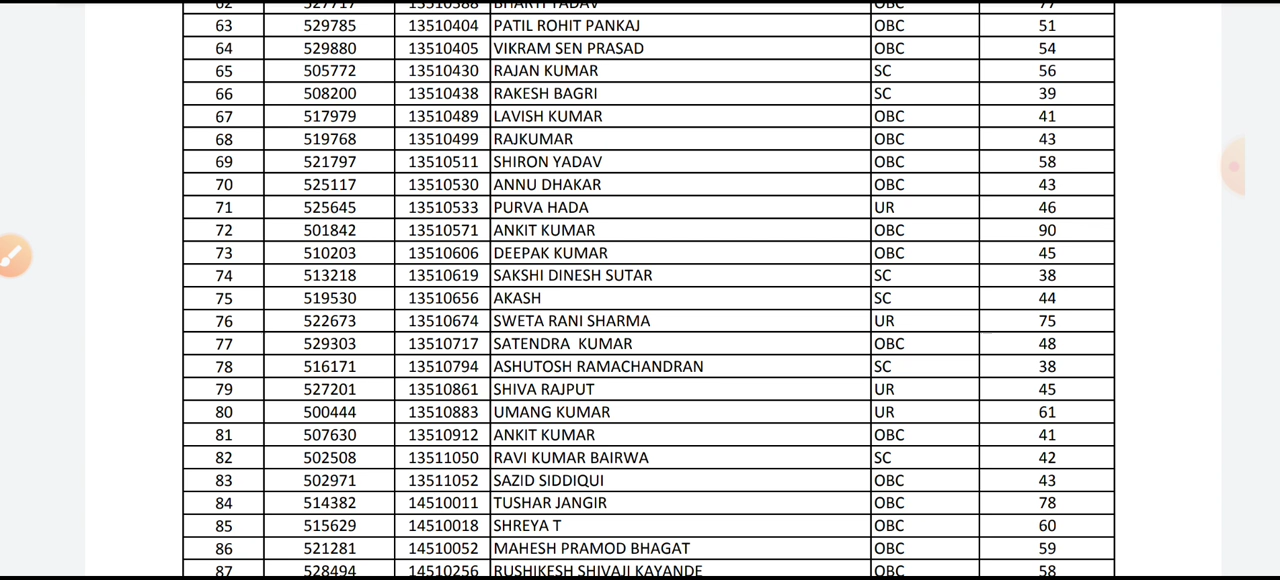 62 527717 13510388 BHARTI YADAV OBC 77
63 529785 13510404 PATIL ROHIT PANKAJ OBC 51
64 529880 13510405 VIKRAM SEN PRASAD OBC 54
65 505772 13510430 RAJAN KUMAR SC 56
66 508200 13510438 RAKESH BAGRI SC 39
67 517979 13510489 LAVISH KUMAR OBC 41
68 519768 13510499 RAJKUMAR OBC 43
69 521797 13510511 SHIRON YADAV OBC 58
70 525117 13510530 ANNU DHAKAR OBC 43
71 525645 13510533 PURVA HADA UR 46
72 501842 13510571 ANKIT KUMAR OBC 90
73 510203 13510606 DEEPAK KUMAR OBC 45
74 513218 13510619 SAKSHI DINESH SUTAR SC 38
75 519530 13510656 AKASH SC 44
76 522673 13510674 SWETA RANI SHARMA UR 75
77 529303 13510717 SATENDRA KUMAR OBC 48
78 516171 13510794 ASHUTOSH RAMACHANDRAN SC 38
79 527201 13510861 SHIVA RAJPUT UR 45
80 500444 13510883 UMANG KUMAR UR 61
81 507630 13510912 ANKIT KUMAR OBC 41
82 502508 13511050 RAVI KUMAR BAIRWA SC 42
83 502971 13511052 SAZID SIDDIQUI OBC 43
84 514382 14510011 TUSHAR JANGIR OBC 78
85 515629 14510018 SHREYA T OBC 60
86 521281 14510052 MAHESH PRAMOD BHAGAT OBC 59
87 528494 14510256 RUSHIKESH SHIVAJI KAYANDE OBC 58